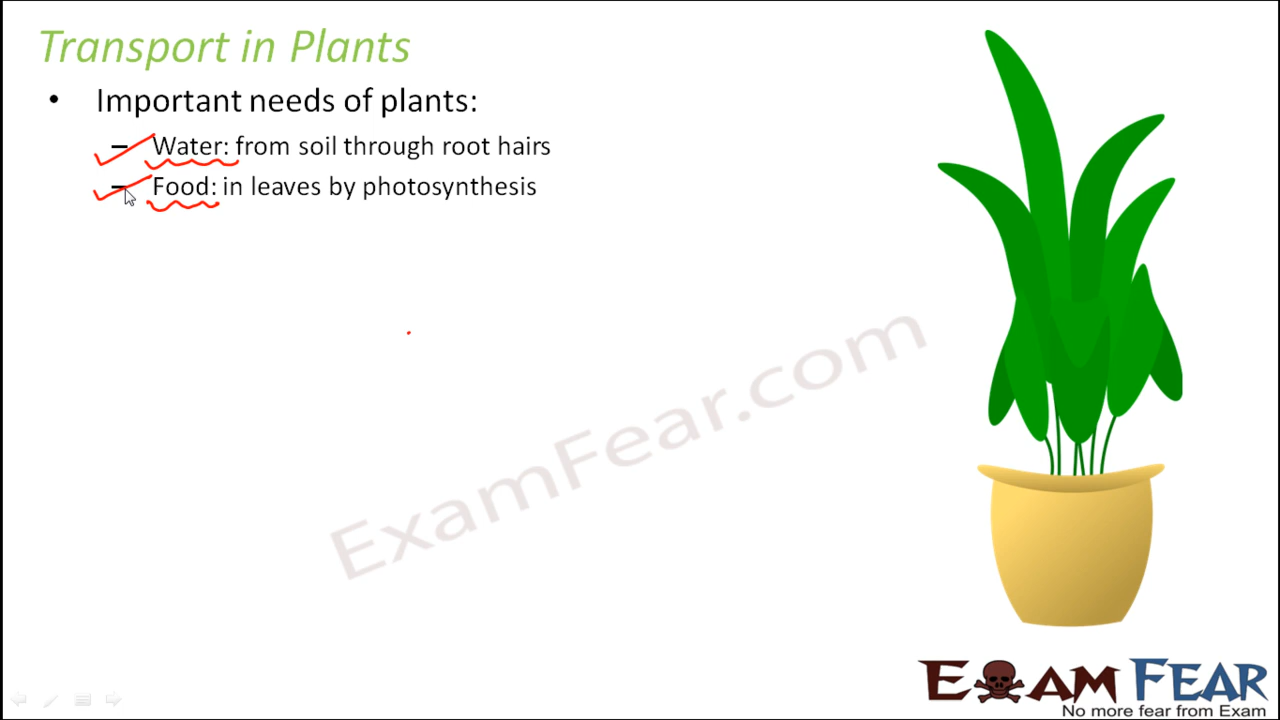 Transport in Plants
• Important needs of plants:
– Water: from soil through root hairs
– Food: in leaves by photosynthesis
ExamFear.com
EXAM FEAR
No more fear from Exam